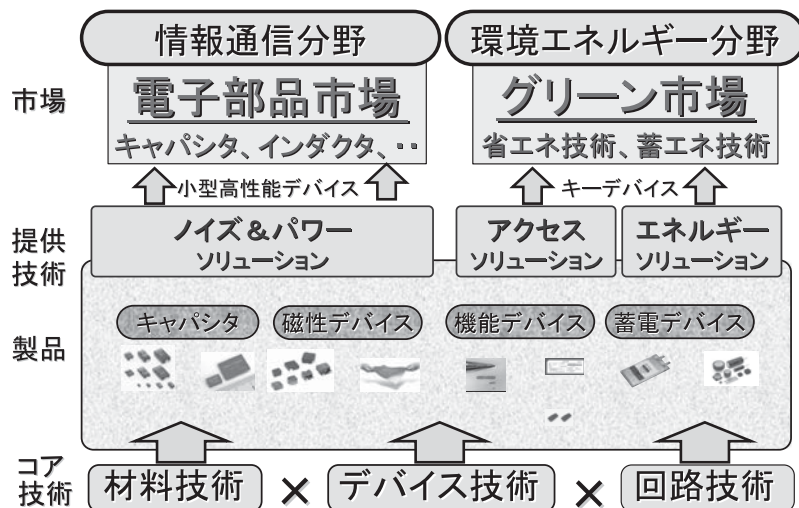 情報通信分野
環境エネルギー分野
市場
電子部品市場
グリーン市場
キャパシタ、インダクタ、・・
省エネ技術、蓄エネ技術
小型高性能デバイス
キーデバイス
提供
技術
ノイズ&パワー
ソリューション
アクセス
ソリューション
エネルギー
ソリューション
製品
キャパシタ
磁性デバイス
機能デバイス
蓄電デバイス
コア
技術
材料技術 × デバイス技術 × 回路技術